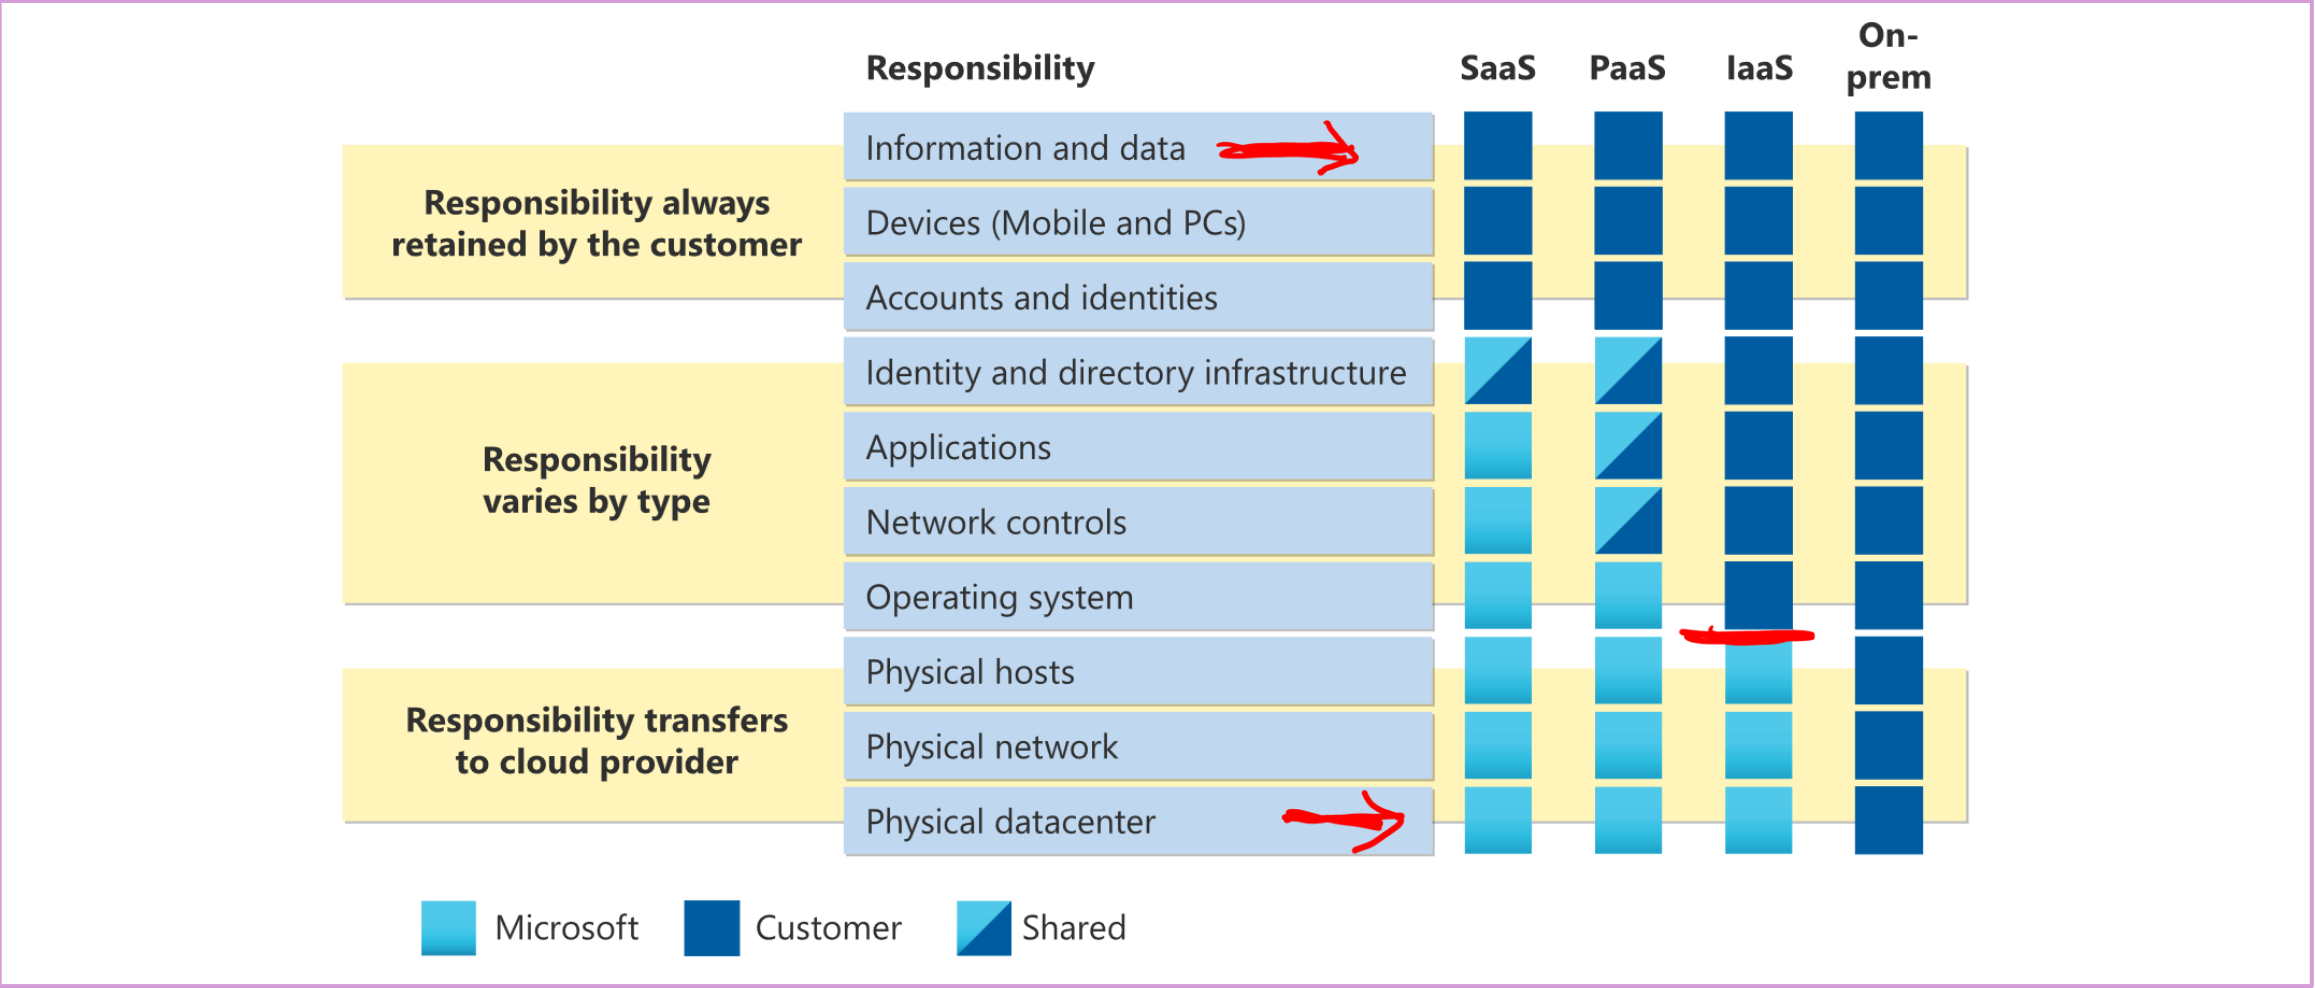 Responsibility SaaS PaaS IaaS On-
prem
Responsibility always
retained by the customer
Information and data
Devices (Mobile and PCs)
Accounts and identities
Responsibility
varies by type
Identity and directory infrastructure
Applications
Network controls
Operating system
Responsibility transfers
to cloud provider
Physical hosts
Physical network
Physical datacenter
Microsoft Customer Shared